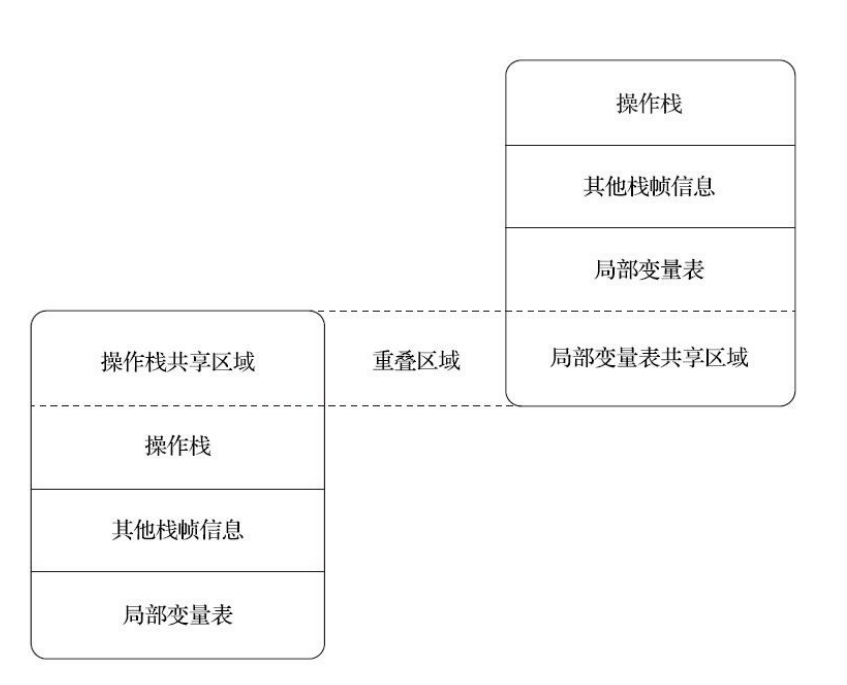 操作栈
其他栈帧信息
局部变量表
局部变量表共享区域
重叠区域
操作栈共享区域
操作栈
其他栈帧信息
局部变量表